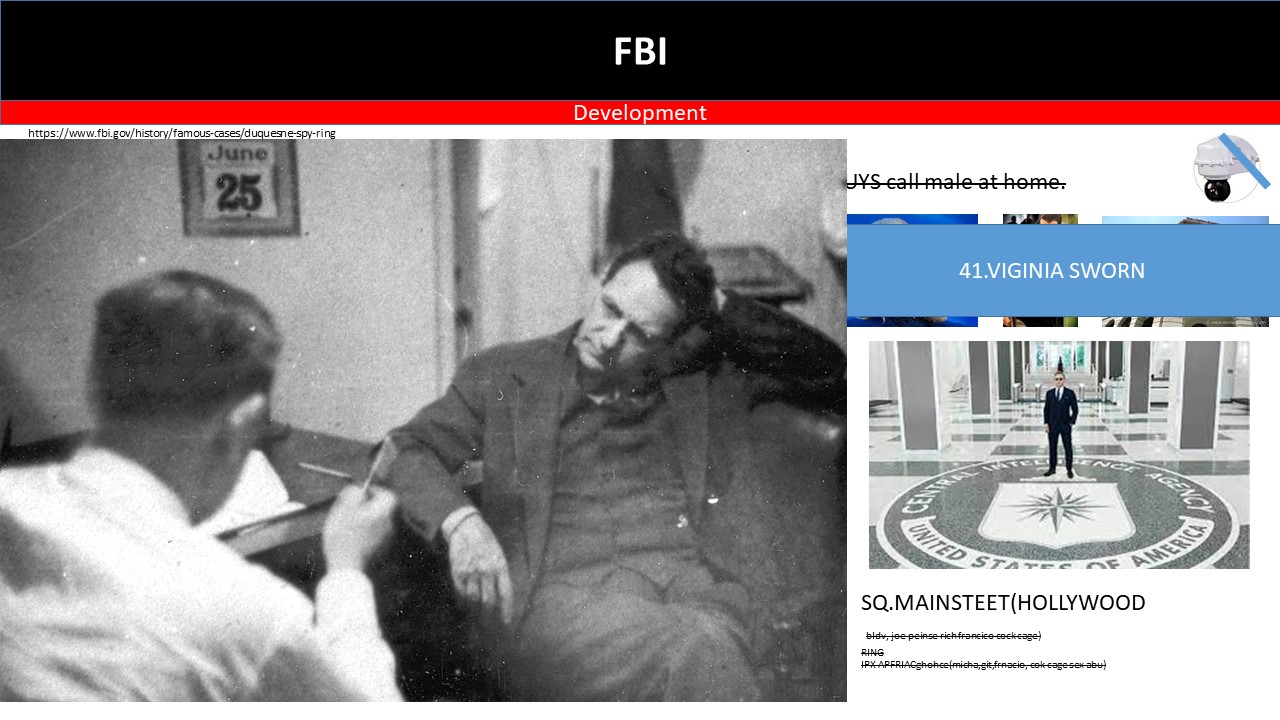 FBI
Development
https://www.fbi.gov/history/famous-cases/duquesne-spy-ring
June
25
UYS call male at home.
41.VIGINIA SWORN
CENTRAL INTELLIGENCE AGENCY
UNITED STATES OF AMERICA
SQ.MAINSTEET(HOLLYWOOD
bldv, joe peinse rich francico cock cage)
RING
IPX APFRIACghohce(micha,git,frnacio, cok cage sex abu)